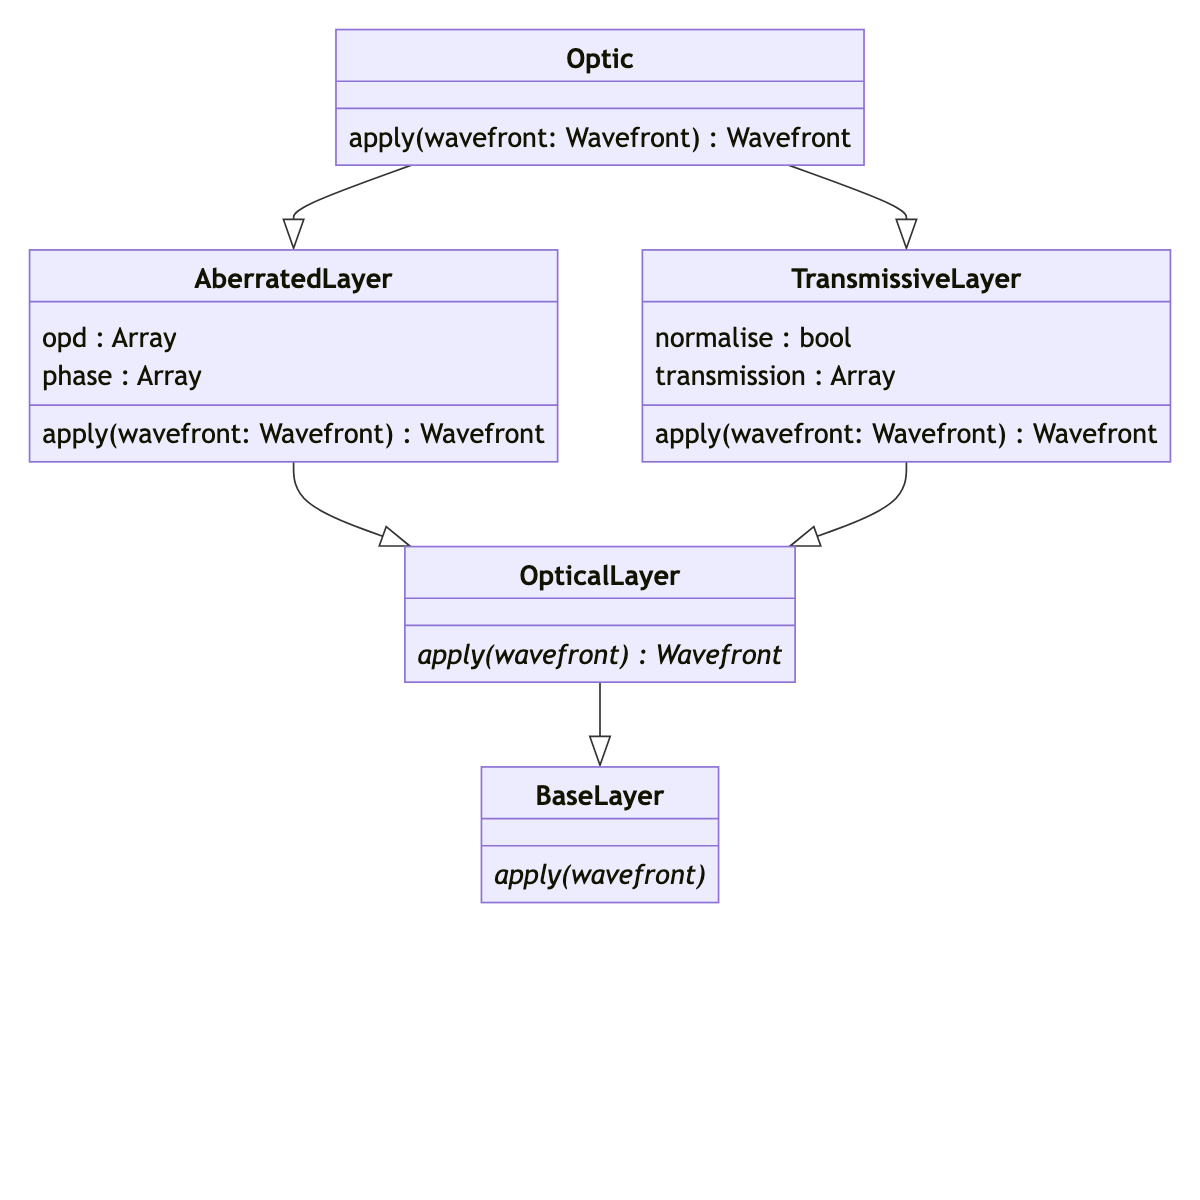 Optic
apply(wavefront: Wavefront) : Wavefront
AberratedLayer
opd : Array
phase : Array
apply(wavefront: Wavefront) : Wavefront
TransmissiveLayer
normalise : bool
transmission : Array
apply(wavefront: Wavefront) : Wavefront
OpticalLayer
apply(wavefront) : Wavefront
BaseLayer
apply(wavefront)